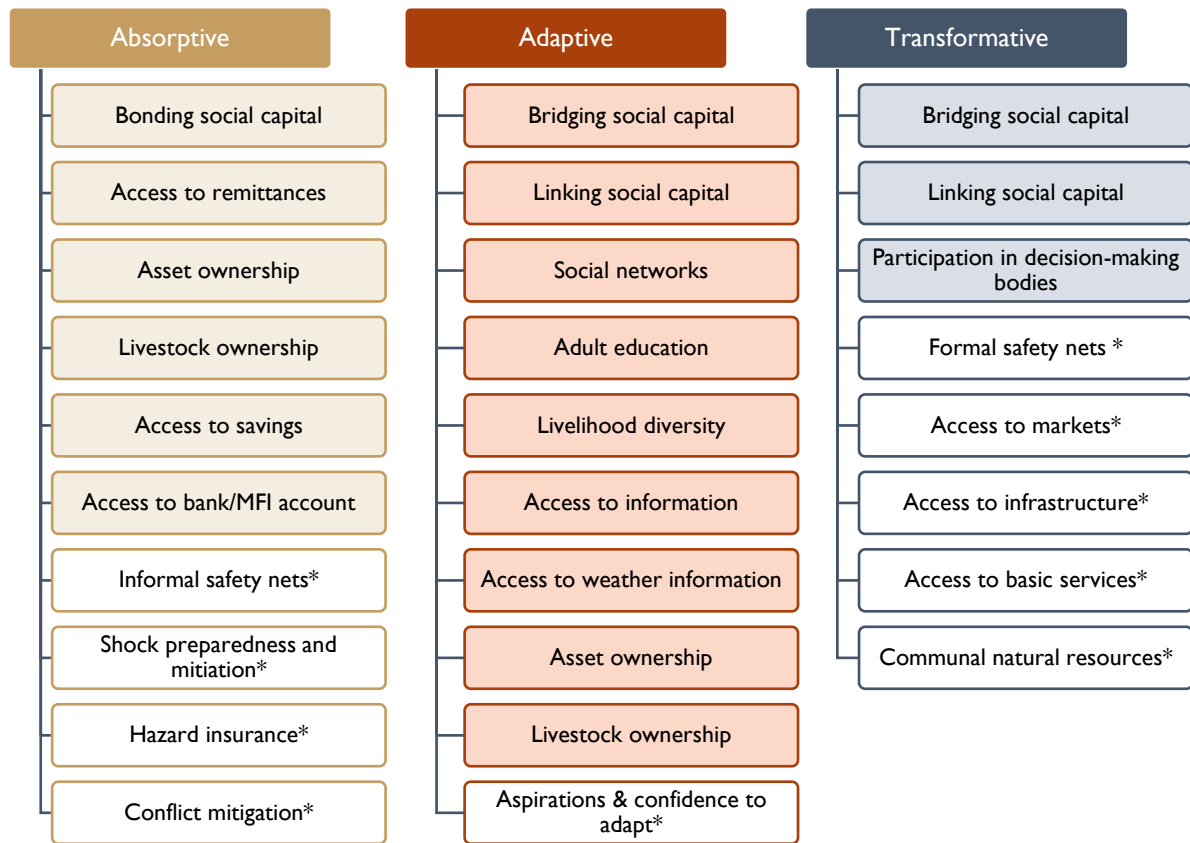 Absorptive
Bonding social capital
Access to remittances
Asset ownership
Livestock ownership
Access to savings
Access to bank/MFI account
Informal safety nets*
Shock preparedness and
mitiation*
Hazard insurance*
Conflict mitigation*
Adaptive
Bridging social capital
Linking social capital
Social networks
Adult education
Livelihood diversity
Access to information
Access to weather information
Asset ownership
Livestock ownership
Aspirations & confidence to
adapt*
Transformative
Bridging social capital
Linking social capital
Participation in decision-making
bodies
Formal safety nets *
Access to markets*
Access to infrastructure*
Access to basic services*
Communal natural resources*